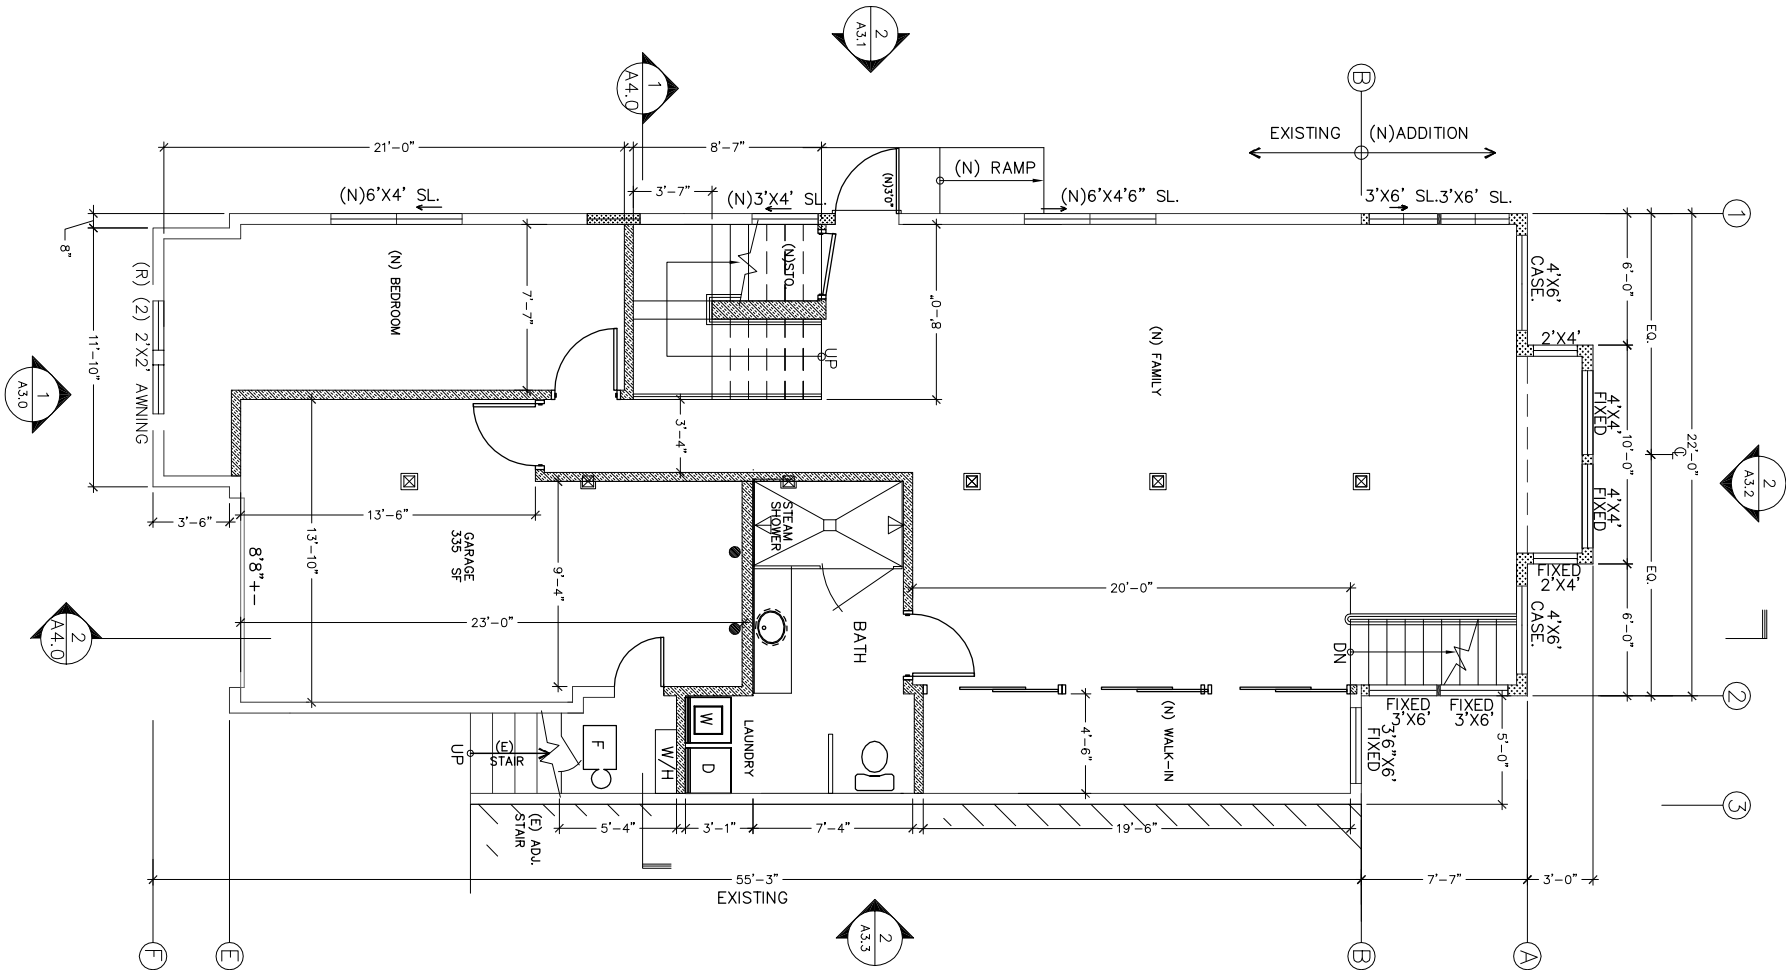 2
A3.1
1
A4.0
B
EXISTING
(N)ADDITION
21'-0"
8'-7"
(N) RAMP
3'-7"
(N)3'0"
(N)6'X4' SL.
(N)3'X4' SL.
(N)6'X4'6" SL.
3'X6' SL.
3'X6' SL.
1
8"
(R) (2) 2'X2' AWNING
11'-10"
(N) BEDROOM
7'-7"
(N)STO.
UP
8'-0"
(N) FAMILY
4'X6'
CASE.
6'-0"
EQ.
2'X4'
1
A3.0
3'-4"
4'X4'
FIXED
10'-0"
22'-0"
CL
2
A3.2
4'X4'
FIXED
3'-6"
13'-6"
13'-10"
8'8"+-
GARAGE
335 SF
9'-4"
STEAM
SHOWER
20'-0"
FIXED
2'X4'
EQ.
2
A4.0
23'-0"
BATH
DN
4'X6'
CASE.
6'-0"
2
FIXED
3'X6'
FIXED
3'X6'
3'6"X6'
FIXED
5'-0"
UP
(E)
STAIR
F
W/H
W
D
LAUNDRY
4'-6"
(N) WALK-IN
3
(E) ADJ.
STAIR
5'-4"
3'-1"
7'-4"
19'-6"
55'-3"
EXISTING
7'-7"
3'-0"
2
A3.3
F
E
B
A